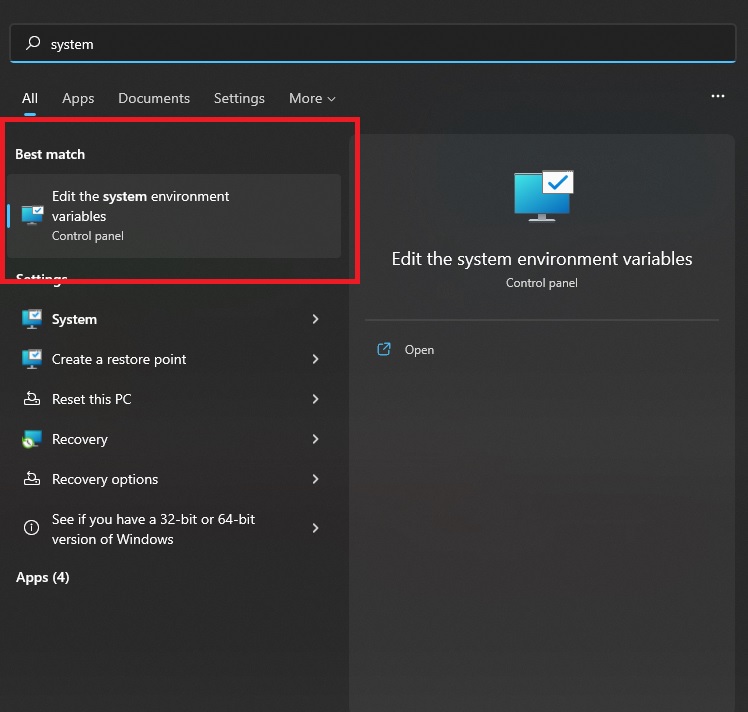 system
All Apps Documents Settings More
Best match
Edit the system environment
variables
Control panel
Settings
System
Create a restore point
Reset this PC
Recovery
Recovery options
See if you have a 32-bit or 64-bit
version of Windows
Apps (4)
Edit the system environment variables
Control panel
Open